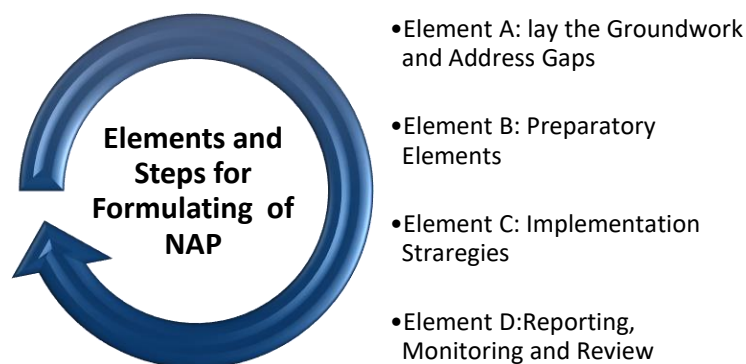 Elements and
Steps for
Formulating of
NAP
•Element A: lay the Groundwork
and Address Gaps
•Element B: Preparatory
Elements
•Element C: Implementation
Straregies
•Element D:Reporting,
Monitoring and Review